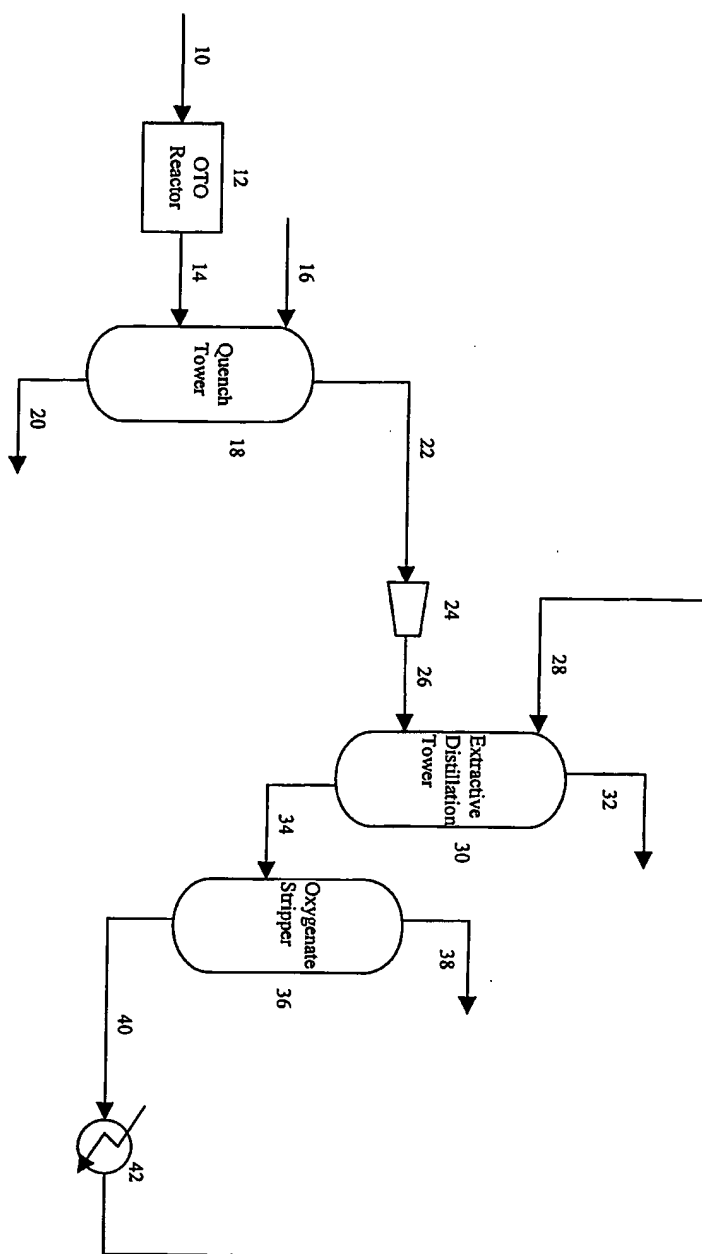 10
OTO
Reactor
12
14
16
Quench
Tower
18
20
22
24
26
28
Extractive
Distillation
Tower
30
32
34
Oxygenate
Stripper
36
38
40
42